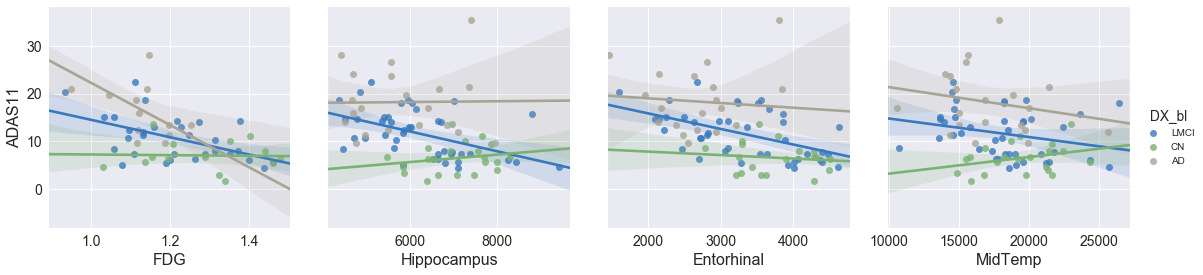 ADAS11
30
20
10
0
1.0 1.2 1.4
FDG
6000 8000
Hippocampus
2000 3000 4000
Entorhinal
10000 15000 20000 25000
MidTemp
DX_bl
LMCI
CN
AD